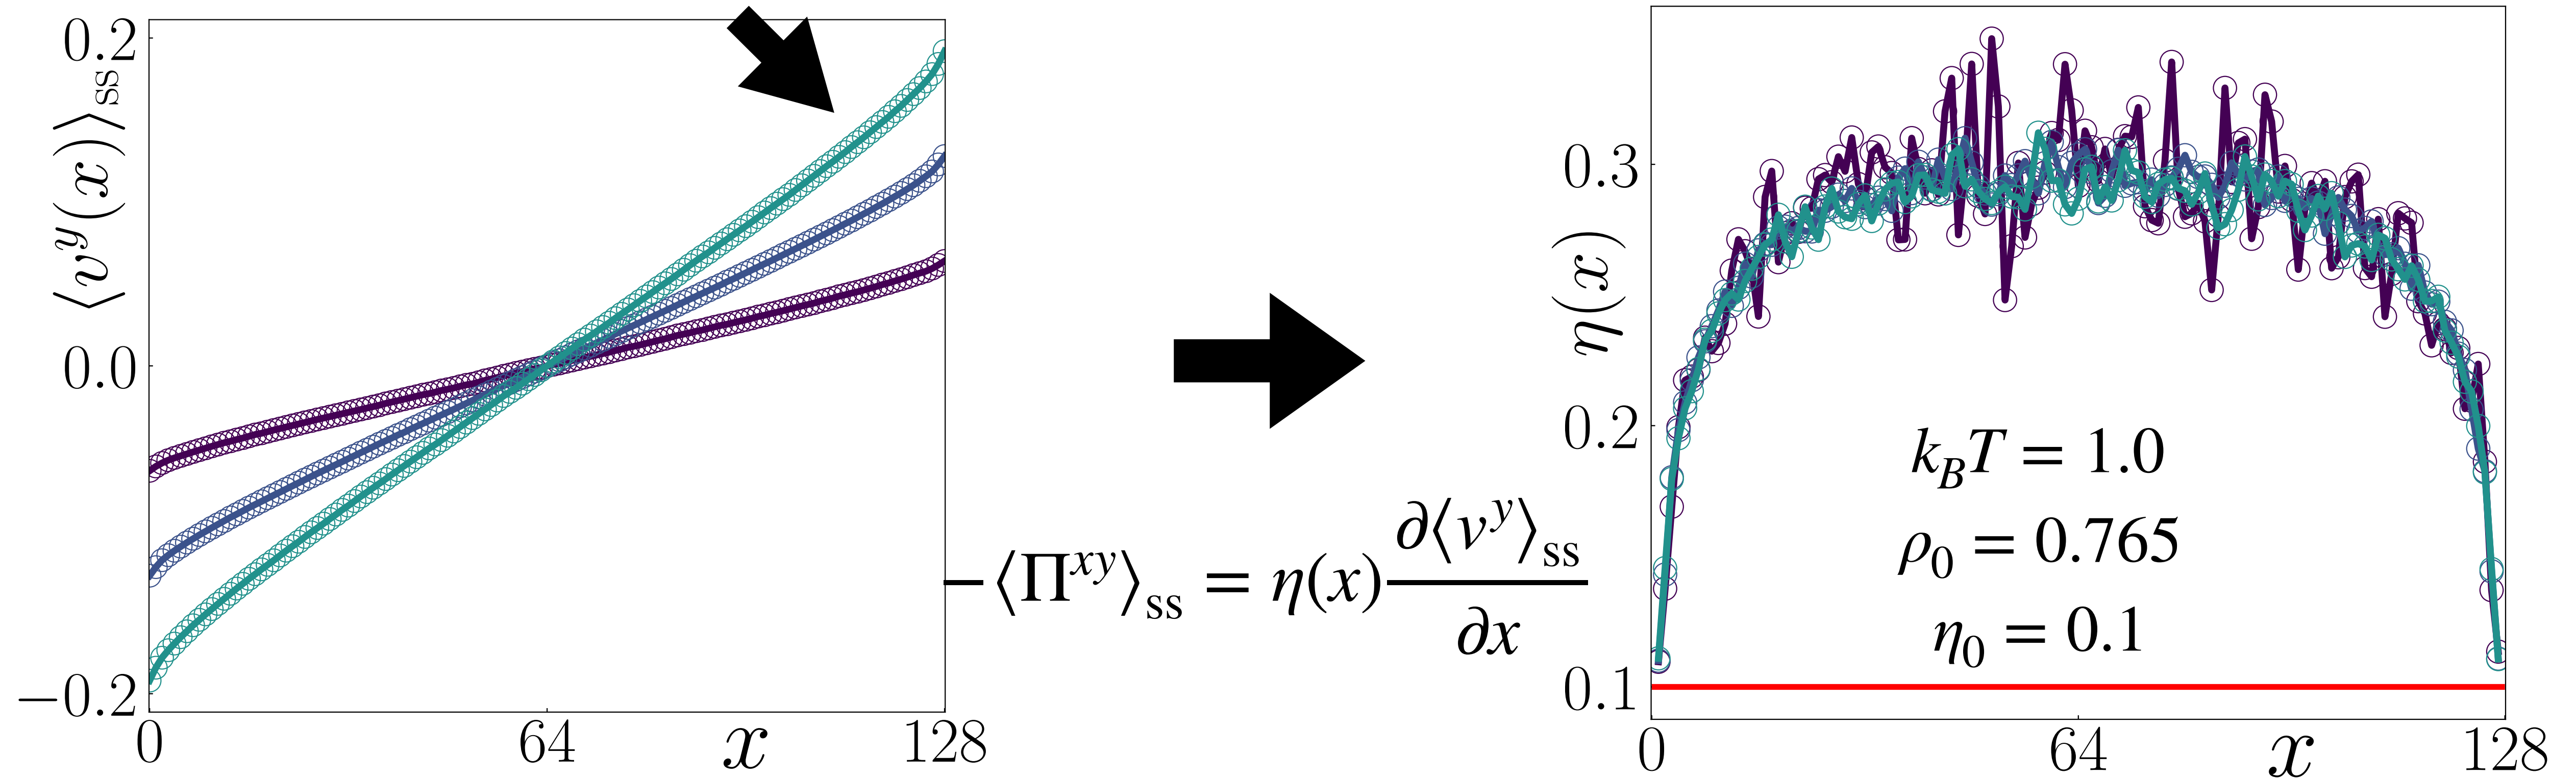 ⟨v^y(x)⟩_ss
0.2
0.0
−0.2
0 64 x 128
−⟨Π^{xy}⟩_ss = η(x) ∂⟨v^y⟩_ss / ∂x
η(x)
0.3
0.2
0.1
k_B T = 1.0
ρ_0 = 0.765
η_0 = 0.1
0 64 x 128